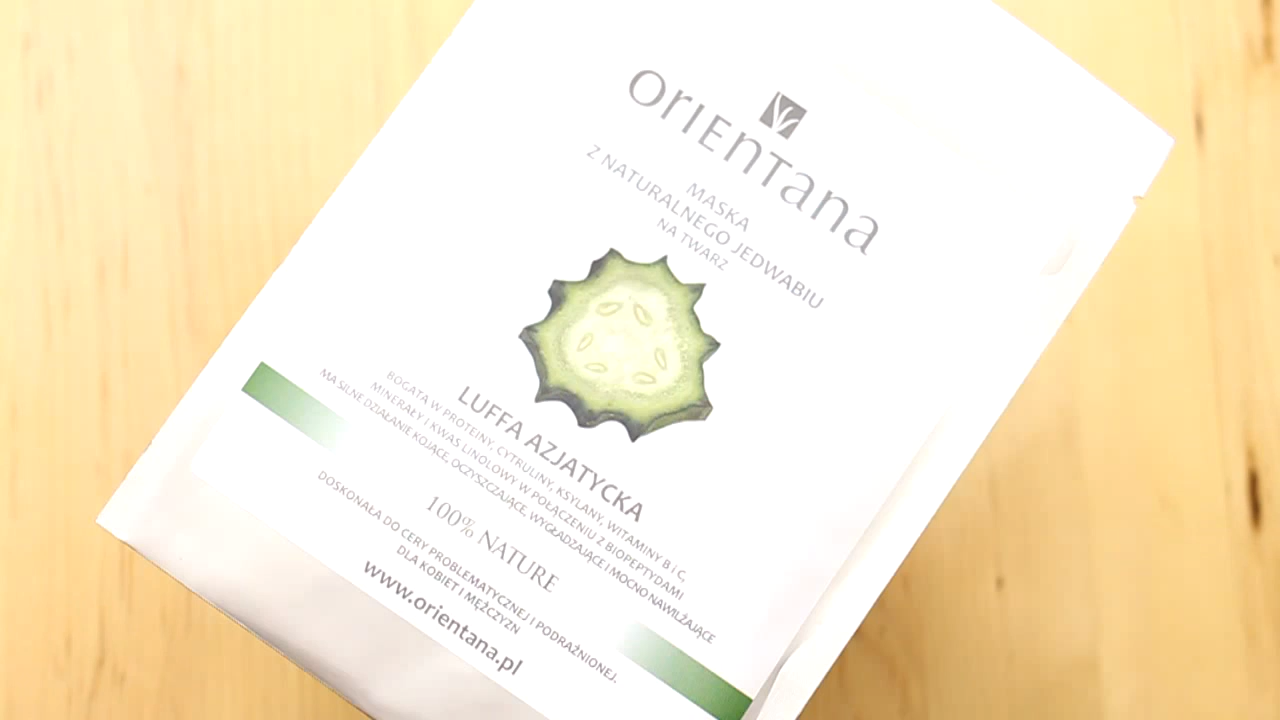 ORIENTANA
MASKA
Z NATURALNEGO JEDWABIU
NA TWARZ
LUFFA AZJATYCKA
BOGATA W PROTEINY, CYTRULINY, KSYLANY, WITAMINY B i C,
MINERAŁY I KWAS LINOLOWY W POŁĄCZENIU Z BIOPEPTYDAMI
MA SILNE DZIAŁANIE KOJĄCE, OCZYSZCZAJĄCE, WYGŁADZAJĄCE I MOCNO NAWILŻAJĄCE
100% NATURE
DOSKONAŁA DO CERY PROBLEMATYCZNEJ I PODRAŻNIONEJ.
DLA KOBIET I MĘŻCZYZN
www.orientana.pl